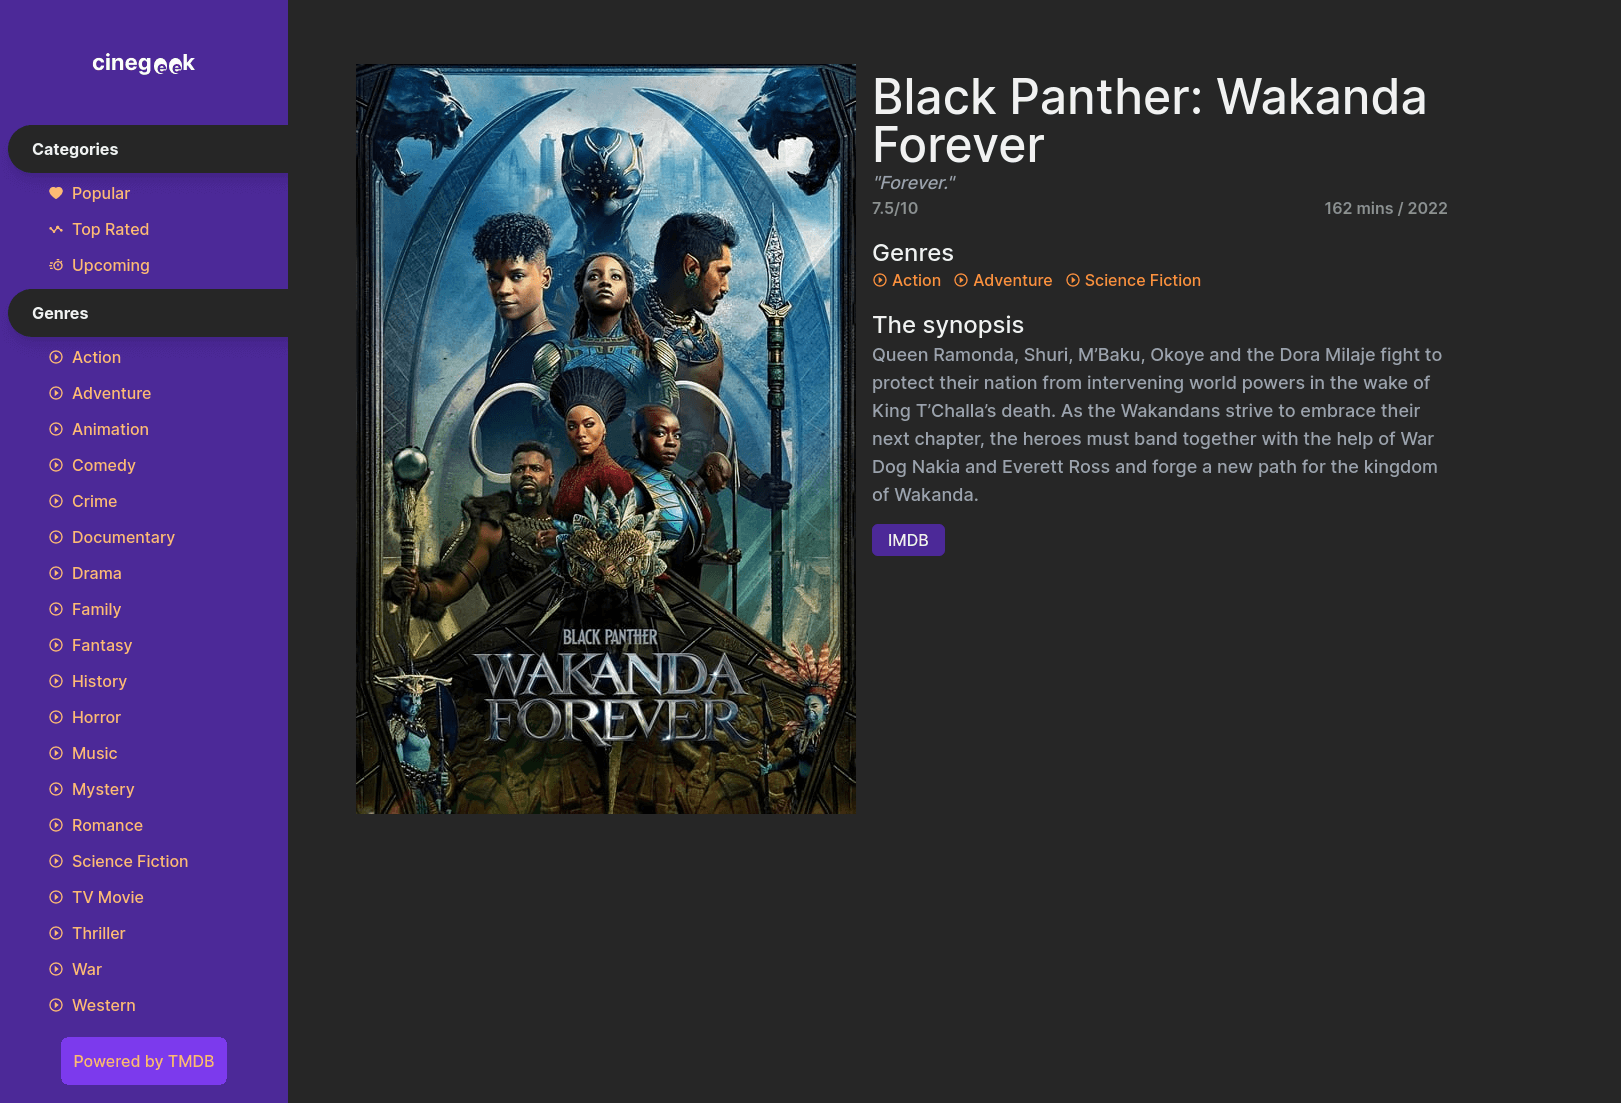 cinegeek
Categories
Popular
Top Rated
Upcoming
Genres
Action
Adventure
Animation
Comedy
Crime
Documentary
Drama
Family
Fantasy
History
Horror
Music
Mystery
Romance
Science Fiction
TV Movie
Thriller
War
Western
Powered by TMDB
BLACK PANTHER
WAKANDA
FOREVER
Black Panther: Wakanda
Forever
"Forever."
7.5/10 162 mins / 2022
Genres
Action Adventure Science Fiction
The synopsis
Queen Ramonda, Shuri, M’Baku, Okoye and the Dora Milaje fight to
protect their nation from intervening world powers in the wake of
King T’Challa’s death. As the Wakandans strive to embrace their
next chapter, the heroes must band together with the help of War
Dog Nakia and Everett Ross and forge a new path for the kingdom
of Wakanda.
IMDB